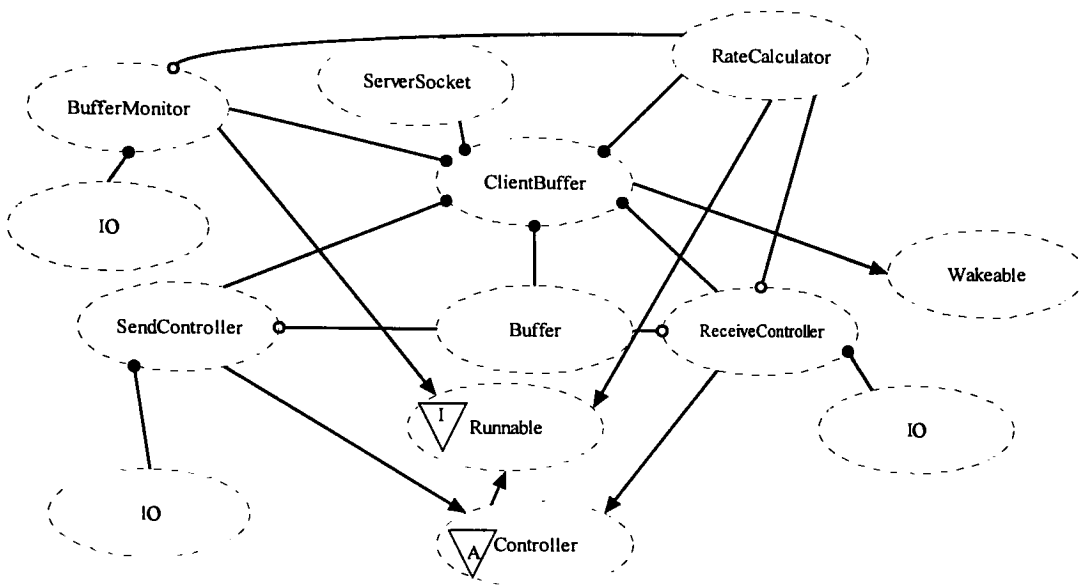 RateCalculator
ServerSocket
BufferMonitor
ClientBuffer
IO
Wakeable
SendController
Buffer
ReceiveController
I
Runnable
IO
IO
A
Controller